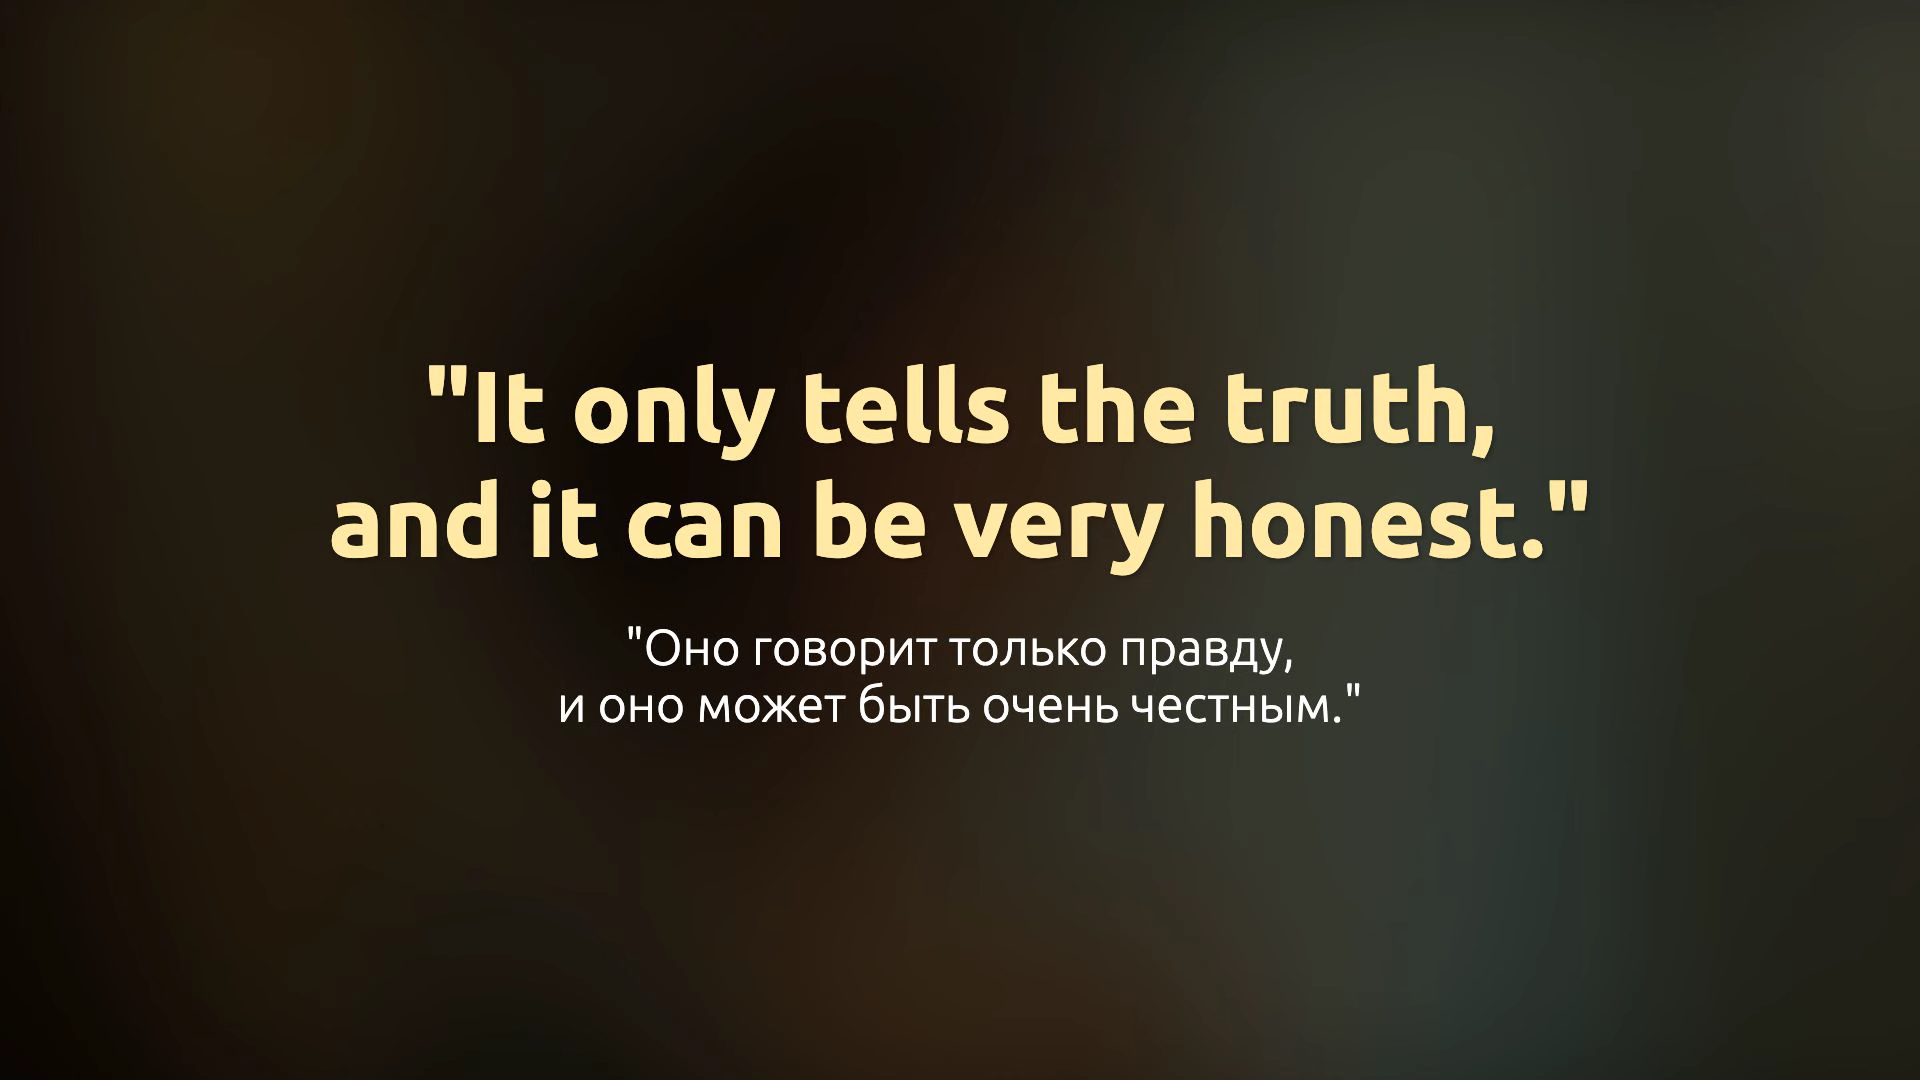 "It only tells the truth,
and it can be very honest."
"Оно говорит только правду,
и оно может быть очень честным."